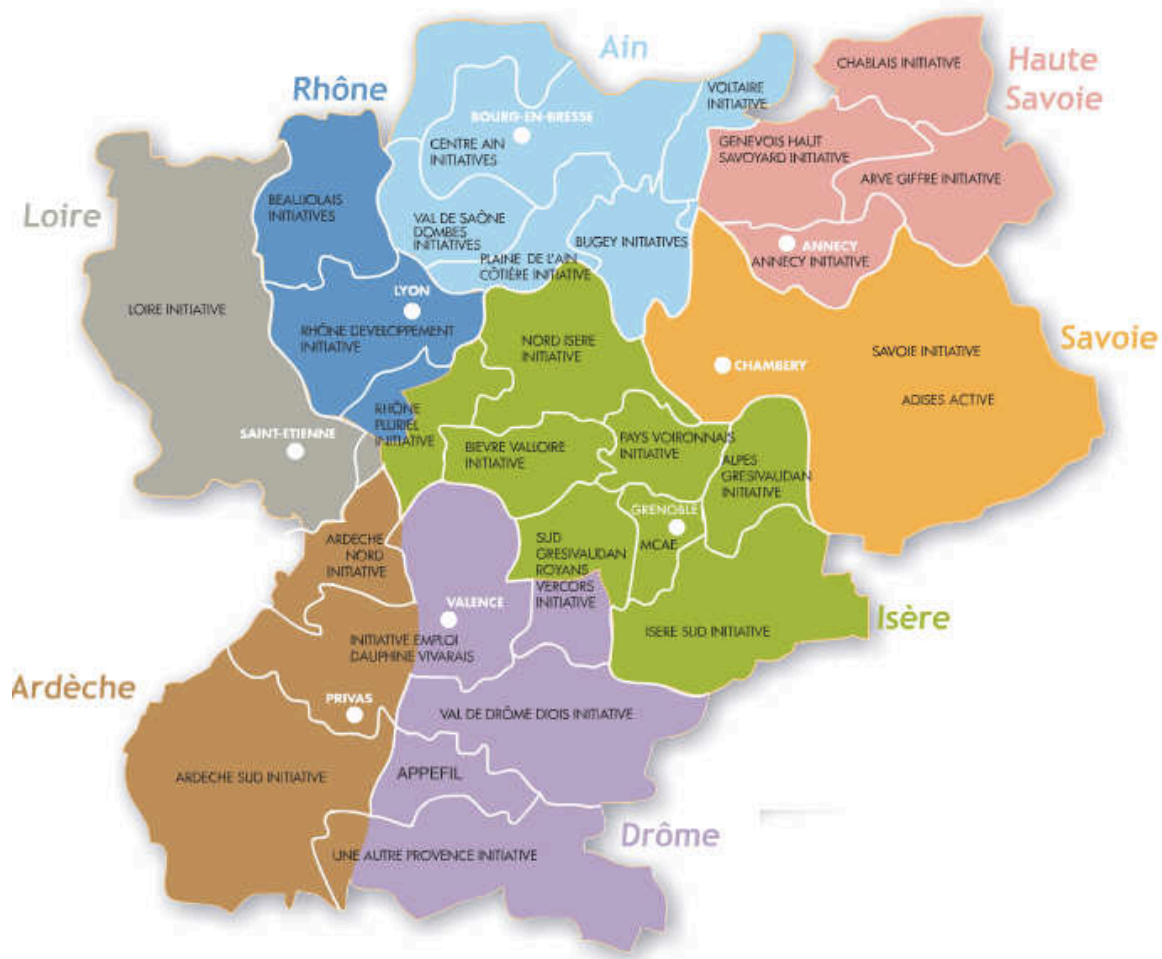 Ain
Haute
Savoie
CHABLAIS INITIATIVE
Rhône
VOLTAIRE
INITIATIVE
BOURG-EN-BRESSE
CENTRE AIN
INITIATIVES
GENEVOIS HAUT
SAVOYARD INITIATIVE
ARVE GIFFRE INITIATIVE
BEAUJOLAIS
INITIATIVES
Loire
VAL DE SAÔNE
DOMBES
INITIATIVES
BUGEY INITIATIVES
ANNECY
ANNECY INITIATIVE
PLAINE DE L'AIN
CÔTIÈRE INITIATIVE
LYON
LOIRE INITIATIVE
RHÔNE DEVELOPPEMENT
INITIATIVE
NORD ISERE
INITIATIVE
Savoie
SAVOIE INITIATIVE
CHAMBERY
ADISES ACTIVE
RHÔNE
PLURIEL
INITIATIVE
SAINT-ETIENNE
BIEVRE VALLOIRE
INITIATIVE
PAYS VOIRONNAIS
INITIATIVE
ALPES
GRESIVAUDAN
INITIATIVE
GRENOBLE
MCAE
ARDECHE
NORD
INITIATIVE
SUD
GRESIVAUDAN
ROYANS
VERCORS
INITIATIVE
VALENCE
Isère
ISERE SUD INITIATIVE
INITIATIVE EMPLOI
DAUPHINE VIVARAIS
Ardèche
PRIVAS
VAL DE DRÔME DIOIS INITIATIVE
ARDECHE SUD INITIATIVE
APPEFIL
Drôme
UNE AUTRE PROVENCE INITIATIVE